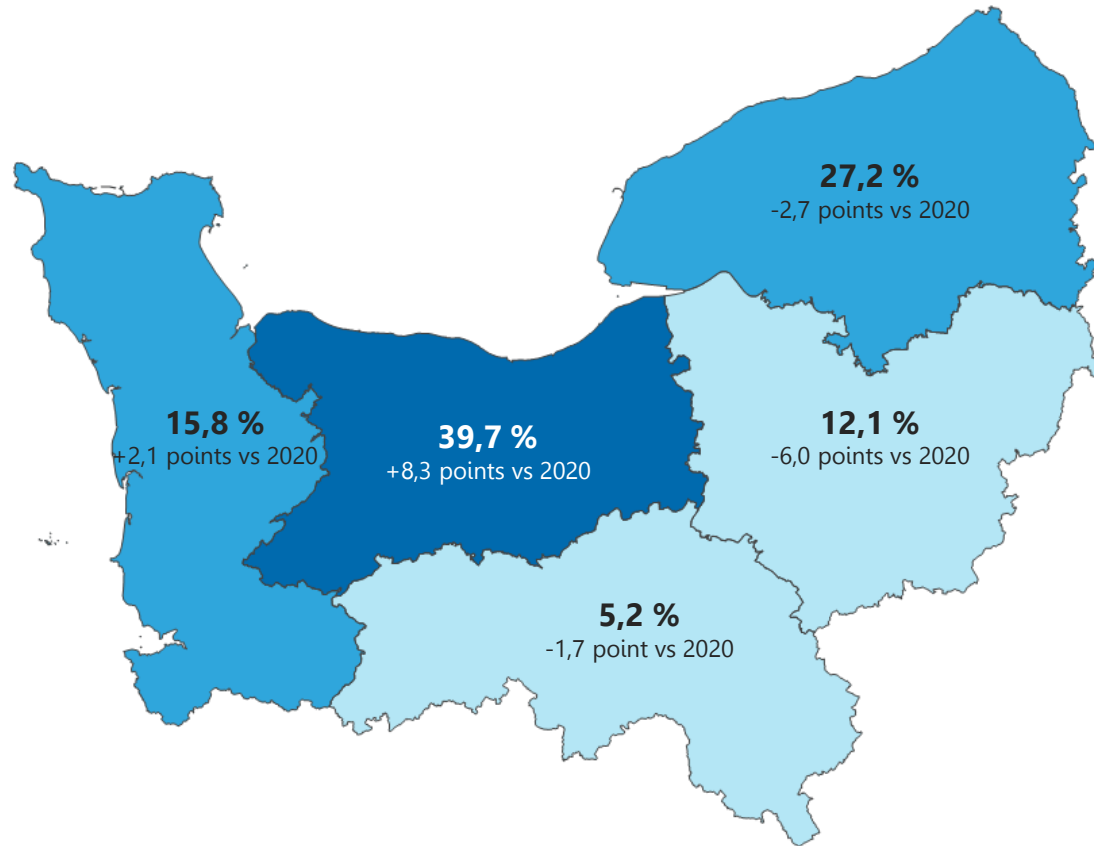 27,2 %
-2,7 points vs 2020
15,8 %
+2,1 points vs 2020
39,7 %
+8,3 points vs 2020
12,1 %
-6,0 points vs 2020
5,2 %
-1,7 point vs 2020